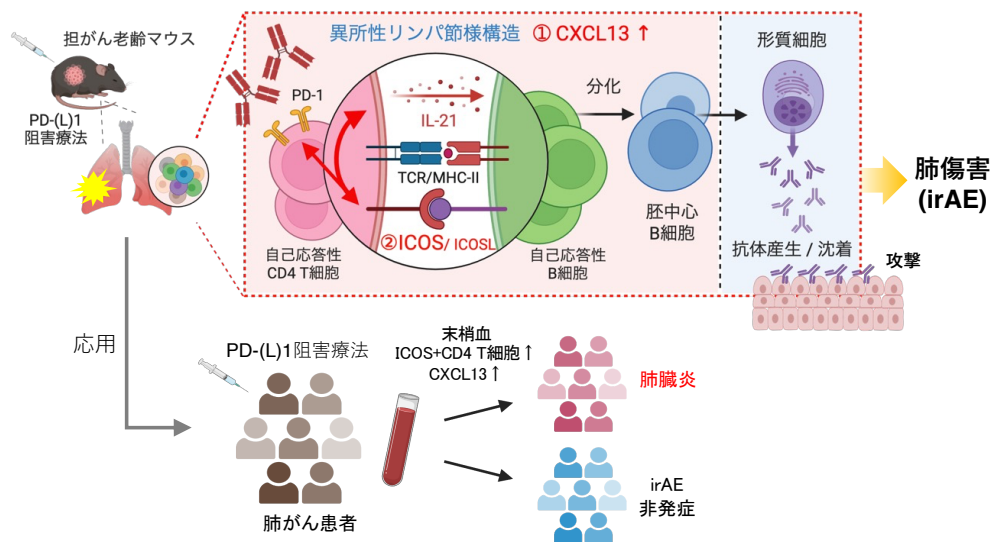 担がん老齢マウス
PD-(L)1
阻害療法
異所性リンパ節様構造 ① CXCL13 ↑
PD-1
IL-21
TCR/MHC-II
②ICOS/ ICOSL
自己応答性
CD4 T細胞
自己応答性
B細胞
分化
胚中心
B細胞
形質細胞
抗体産生 / 沈着
攻撃
肺傷害
(irAE)
応用
PD-(L)1阻害療法
肺がん患者
末梢血
ICOS+CD4 T細胞↑
CXCL13↑
肺臓炎
irAE
非発症